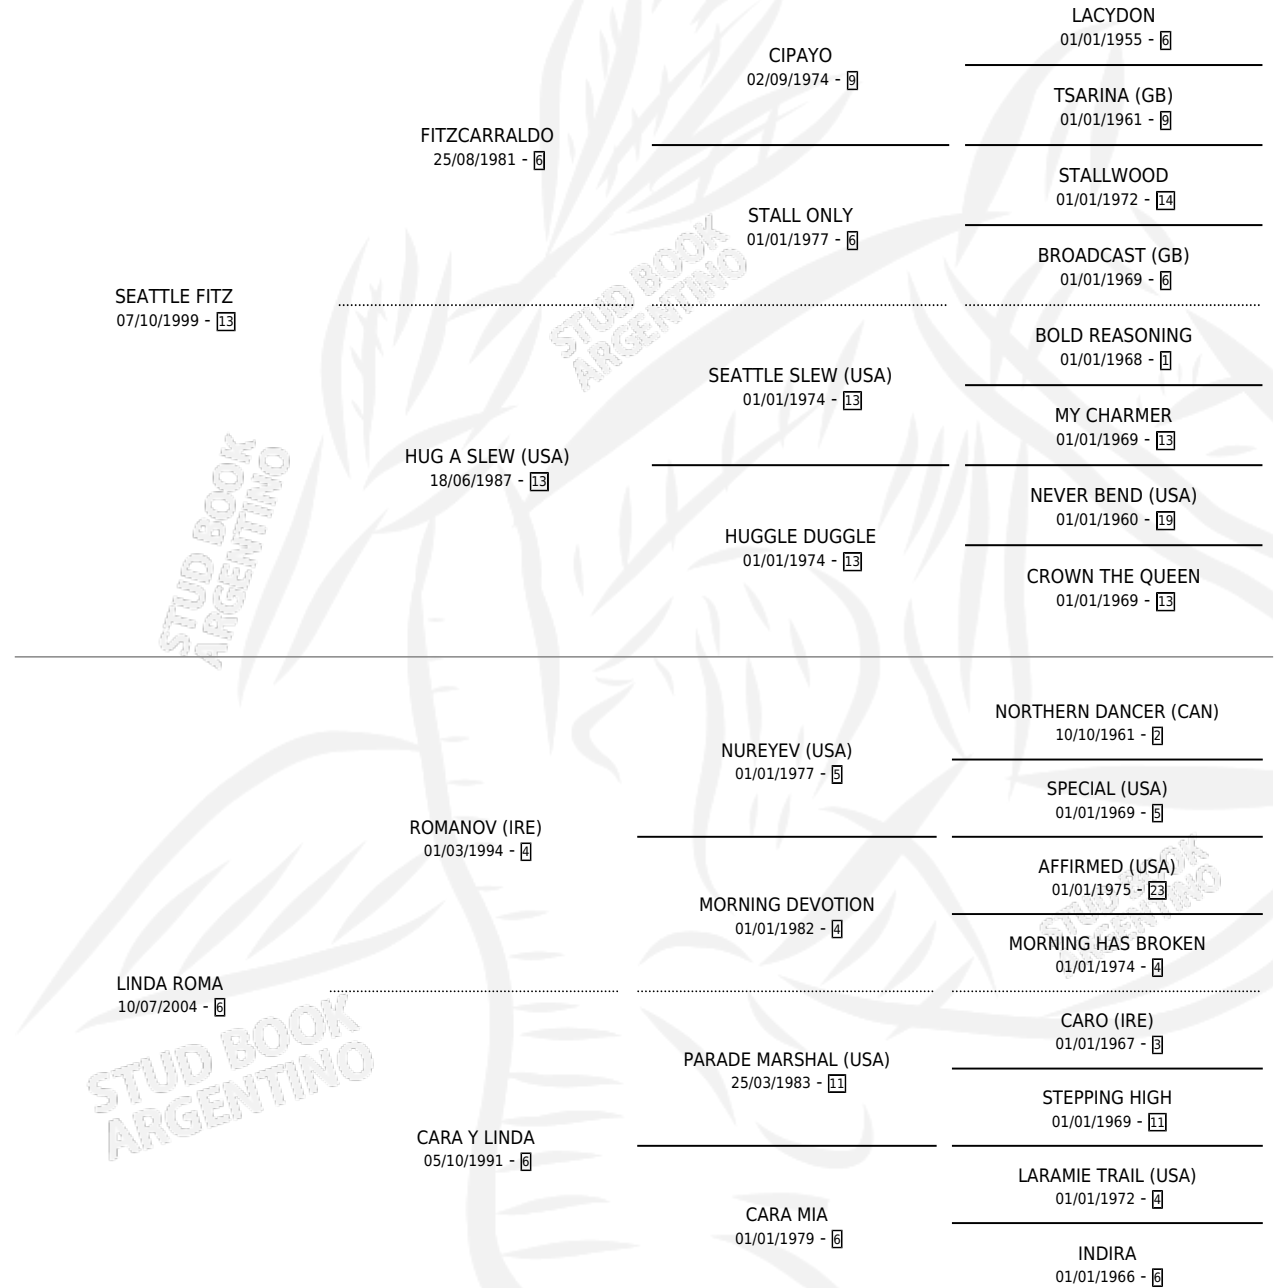 LACYDON
01/01/1955 - 6
CIPAYO
02/09/1974 - 9
TSARINA (GB)
01/01/1961 - 9
FITZCARRALDO
25/08/1981 - 6
STALLWOOD
01/01/1972 - 14
STALL ONLY
01/01/1977 - 6
BROADCAST (GB)
01/01/1969 - 6
SEATTLE FITZ
07/10/1999 - 13
BOLD REASONING
01/01/1968 - 1
SEATTLE SLEW (USA)
01/01/1974 - 13
MY CHARMER
01/01/1969 - 13
HUG A SLEW (USA)
18/06/1987 - 13
NEVER BEND (USA)
01/01/1960 - 19
HUGGLE DUGGLE
01/01/1974 - 13
CROWN THE QUEEN
01/01/1969 - 13
NORTHERN DANCER (CAN)
10/10/1961 - 2
NUREYEV (USA)
01/01/1977 - 5
SPECIAL (USA)
01/01/1969 - 5
ROMANOV (IRE)
01/03/1994 - 4
AFFIRMED (USA)
01/01/1975 - 23
MORNING DEVOTION
01/01/1982 - 4
MORNING HAS BROKEN
01/01/1974 - 4
LINDA ROMA
10/07/2004 - 6
CARO (IRE)
01/01/1967 - 3
PARADE MARSHAL (USA)
25/03/1983 - 11
STEPPING HIGH
01/01/1969 - 11
CARA Y LINDA
05/10/1991 - 6
LARAMIE TRAIL (USA)
01/01/1972 - 4
CARA MIA
01/01/1979 - 6
INDIRA
01/01/1966 - 6
STUD BOOK
ARGENTINO
STUD BOOK
ARGENTINO
STUD BOOK
ARGENTINO
STUD BOOK
ARGENTINO